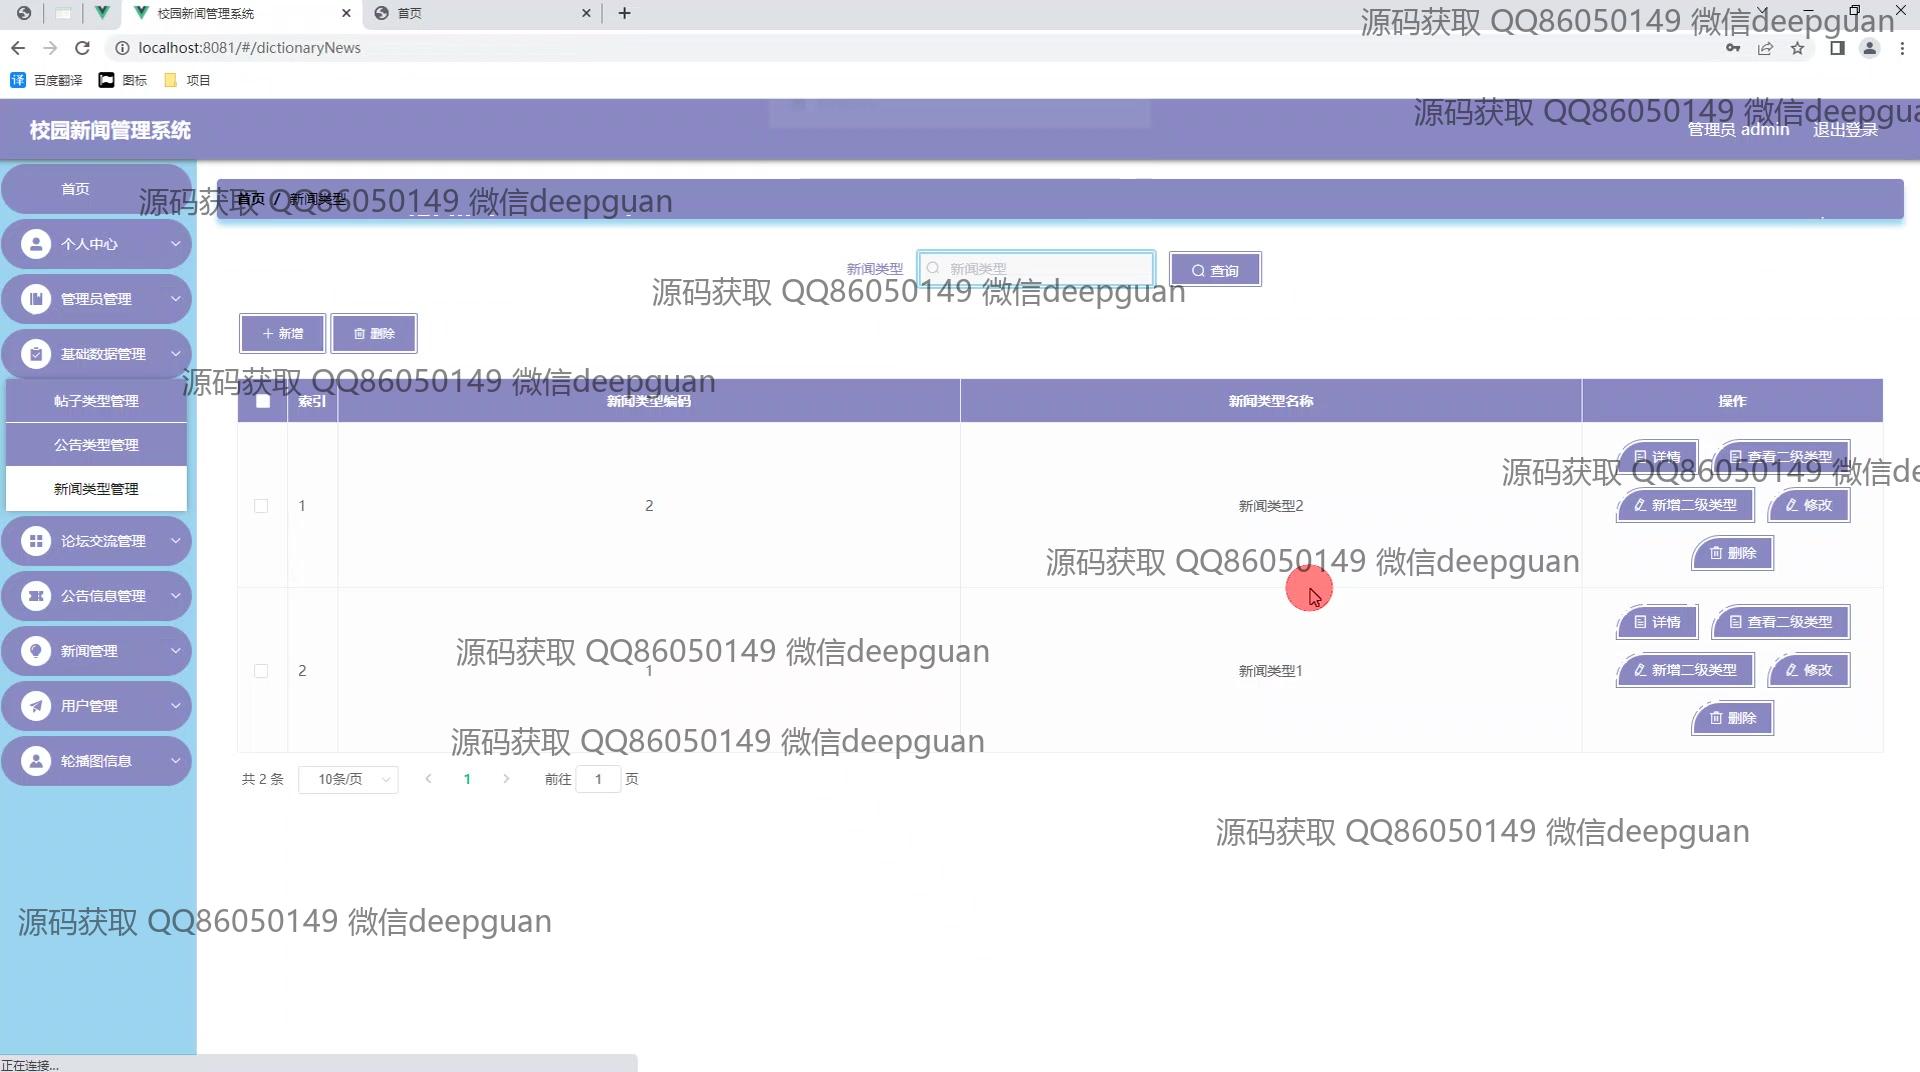 校园新闻管理系统
首页
源码获取 QQ86050149 微信deepguan
localhost:8081/#/dictionaryNews
译 百度翻译
图标
项目
源码获取 QQ86050149 微信deepgua
校园新闻管理系统
管理员 admin
退出登录
首页
个人中心
管理员管理
基础数据管理
帖子类型管理
公告类型管理
新闻类型管理
论坛交流管理
公告信息管理
新闻管理
用户管理
轮播图信息
首页 / 新闻类型
源码获取 QQ86050149 微信deepguan
新闻类型
新闻类型
查询
源码获取 QQ86050149 微信deepguan
新增
删除
源码获取 QQ86050149 微信deepguan
索引
新闻类型编码
新闻类型名称
操作
1
2
新闻类型2
详情
查看二级类型
新增二级类型
修改
删除
源码获取 QQ86050149 微信de
源码获取 QQ86050149 微信deepguan
2
1
新闻类型1
详情
查看二级类型
新增二级类型
修改
删除
源码获取 QQ86050149 微信deepguan
源码获取 QQ86050149 微信deepguan
共 2 条
10条/页
1
前往 1 页
源码获取 QQ86050149 微信deepguan
源码获取 QQ86050149 微信deepguan
正在连接...